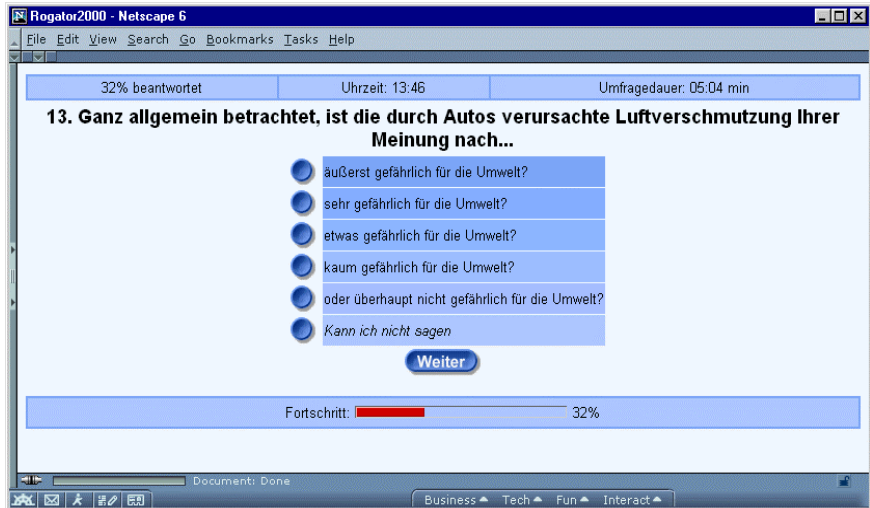 Rogator2000 - Netscape 6
File Edit View Search Go Bookmarks Tasks Help
32% beantwortet Uhrzeit: 13:46 Umfragedauer: 05:04 min
13. Ganz allgemein betrachtet, ist die durch Autos verursachte Luftverschmutzung Ihrer
Meinung nach...
äußerst gefährlich für die Umwelt?
sehr gefährlich für die Umwelt?
etwas gefährlich für die Umwelt?
kaum gefährlich für die Umwelt?
oder überhaupt nicht gefährlich für die Umwelt?
Kann ich nicht sagen
Weiter
Fortschritt: 32%
Document: Done
Business Tech Fun Interact